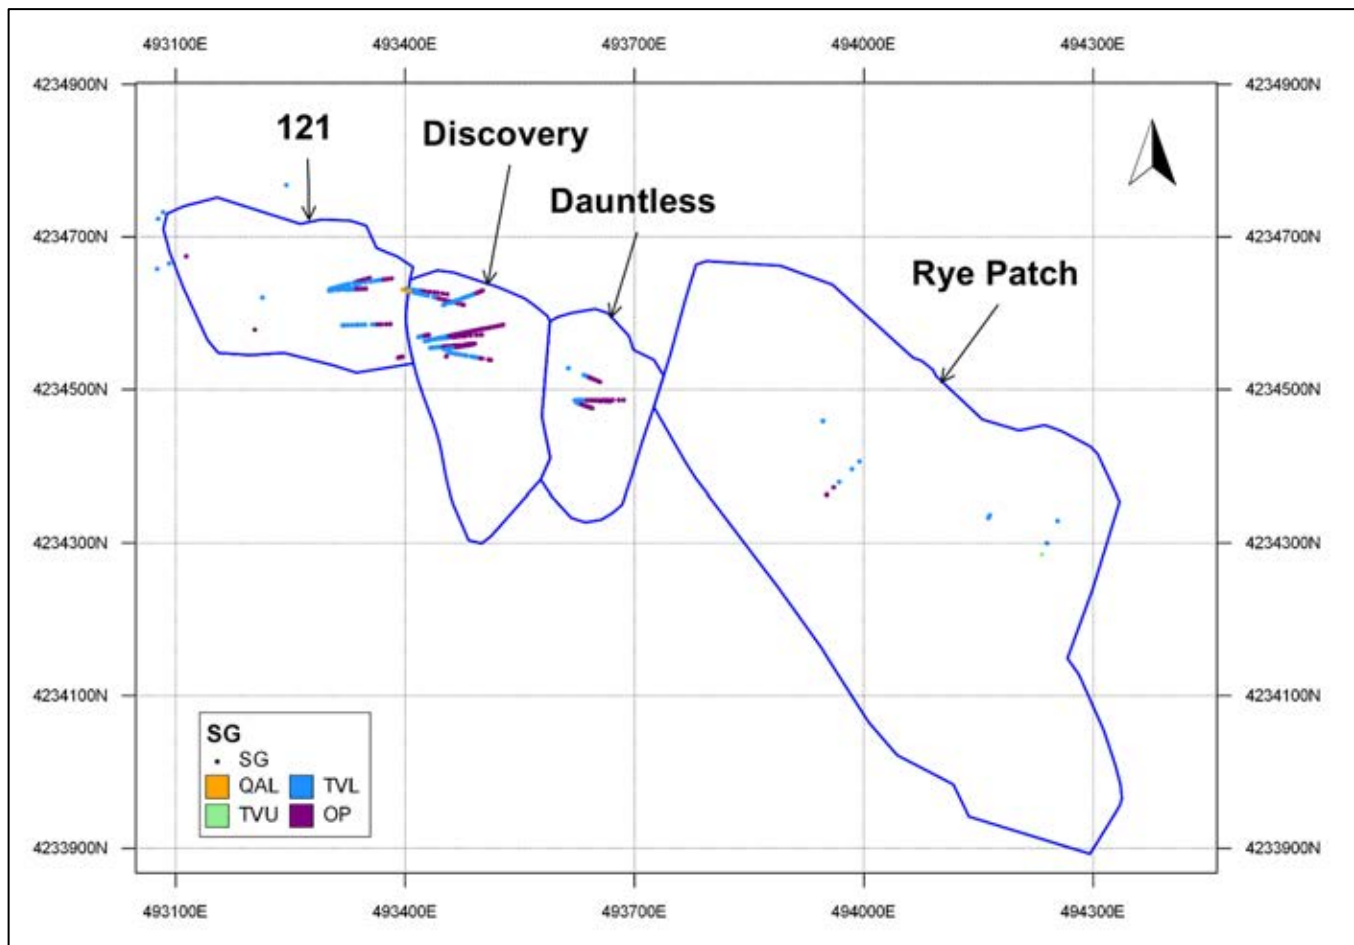 493100E 493400E 493700E 494000E 494300E
4234900N 4234900N
121
Discovery
Dauntless
4234700N 4234700N
Rye Patch
4234500N 4234500N
4234300N 4234300N
4234100N 4234100N
SG
SG
QAL TVL
TVU OP
4233900N 4233900N
493100E 493400E 493700E 494000E 494300E